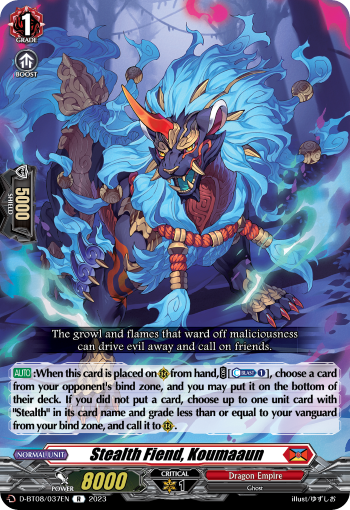 1
GRADE
BOOST
5000
SHIELD
The growl and flames that ward off maliciousness
can drive evil away and call on friends.
AUTO :When this card is placed on RC from hand, [C-BLAST 1], choose a card
from your opponent's bind zone, and you may put it on the bottom of
their deck. If you did not put a card, choose up to one unit card with
"Stealth" in its card name and grade less than or equal to your vanguard
from your bind zone, and call it to RC.
NORMAL UNIT
Stealth Fiend, Koumaaun
POWER 8000
CRITICAL
1
Dragon Empire
Ghost
D-BT08/037EN R 2023
illust/ゆずしお